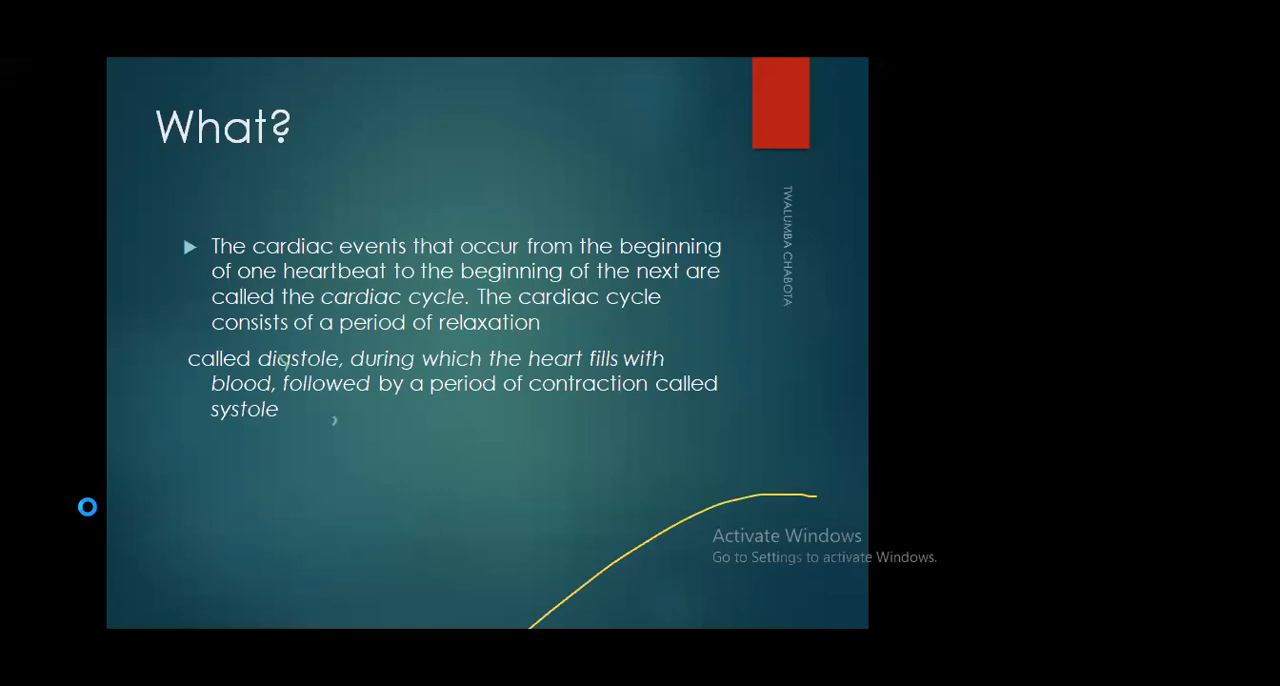 What?
TWALUMBA CHABOTA
The cardiac events that occur from the beginning
of one heartbeat to the beginning of the next are
called the cardiac cycle. The cardiac cycle
consists of a period of relaxation
called diastole, during which the heart fills with
blood, followed by a period of contraction called
systole
Activate Windows
Go to Settings to activate Windows.